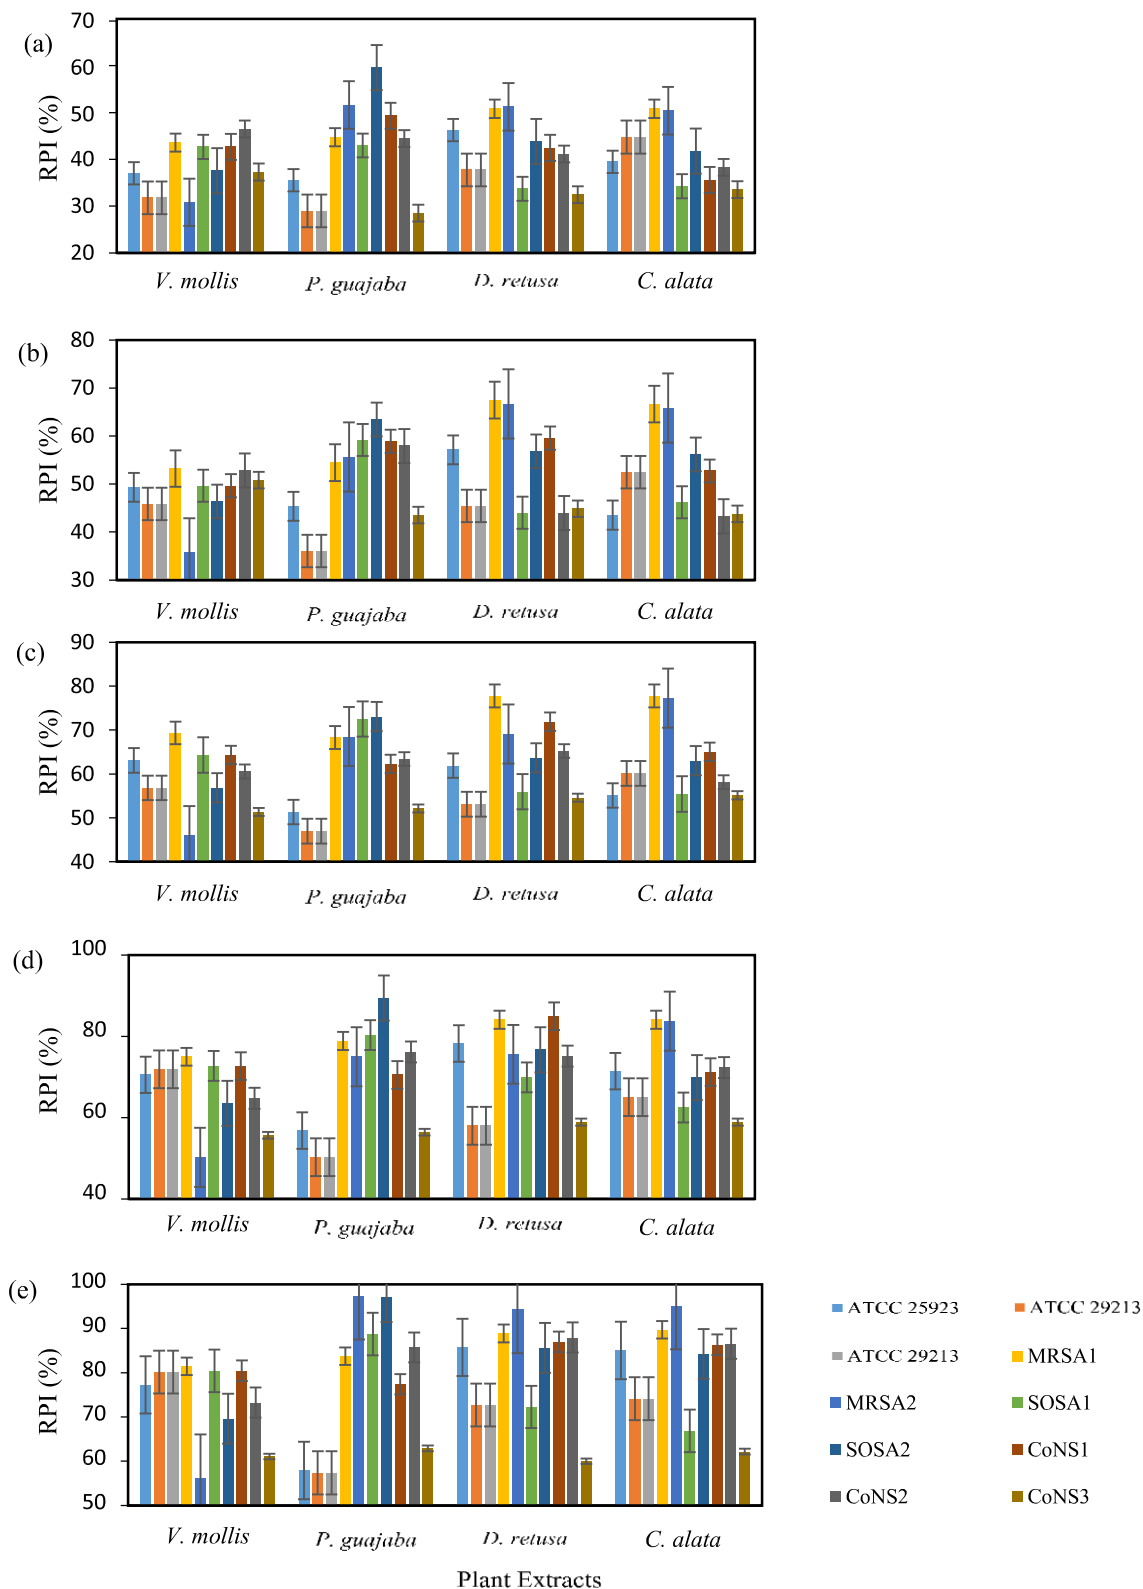 (a)
RPI (%)
70
60
50
40
30
20
V. mollis P. guajaba D. retusa C. alata
(b)
RPI (%)
80
70
60
50
40
30
V. mollis P. guajaba D. retusa C. alata
(c)
RPI (%)
90
80
70
60
50
40
V. mollis P. guajaba D. retusa C. alata
(d)
RPI (%)
100
80
60
40
V. mollis P. guajaba D. retusa C. alata
(e)
RPI (%)
100
90
80
70
60
50
V. mollis P. guajaba D. retusa C. alata
Plant Extracts
ATCC 25923 ATCC 29213
ATCC 29213 MRSA1
MRSA2 SOSA1
SOSA2 CoNS1
CoNS2 CoNS3